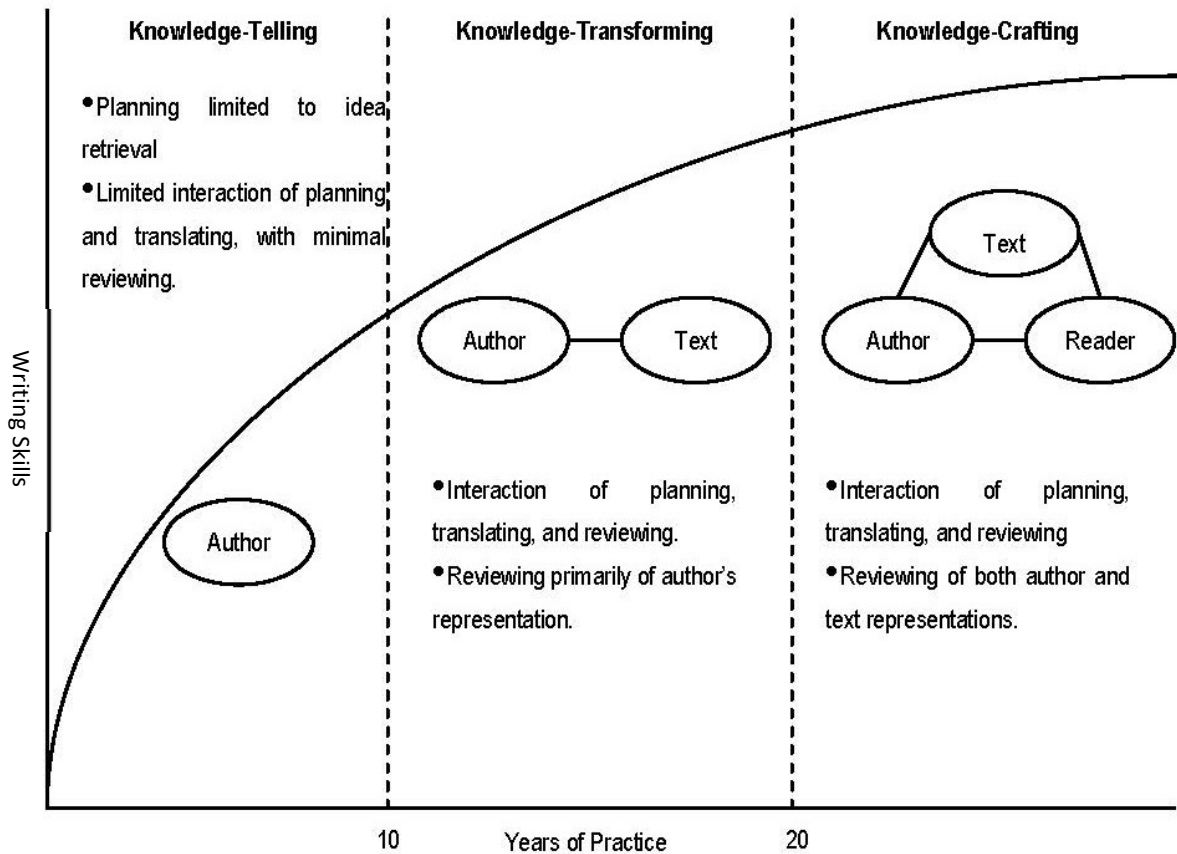 Knowledge-Telling
Knowledge-Transforming
Knowledge-Crafting
•Planning limited to idea
retrieval
•Limited interaction of planning
and translating, with minimal
reviewing.
Author
Author
Text
•Interaction of planning,
translating, and reviewing.
•Reviewing primarily of author's
representation.
Text
Author
Reader
•Interaction of planning,
translating, and reviewing
•Reviewing of both author and
text representations.
Writing Skills
10
Years of Practice
20